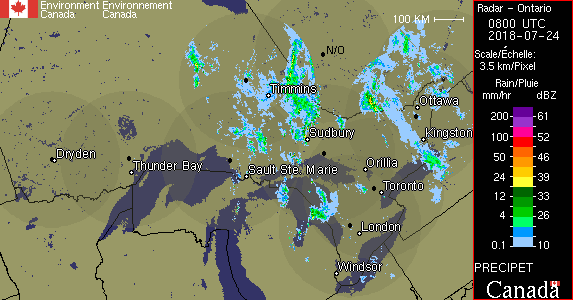 Environment Environnement
Canada Canada
100 KM
N/O
Timmins
Ottawa
Sudbury
Kingston
Dryden
Thunder Bay
Sault Ste. Marie
Orillia
Toronto
London
Windsor
Radar - Ontario
0800 UTC
2018-07-24
Scale/Échelle:
3.5 km/Pixel
Rain/Pluie
mm/hr dBZ
200 61
100 57
100 52
50 46
24 39
12 33
4 26
0.1 10
PRECIPET
Canada